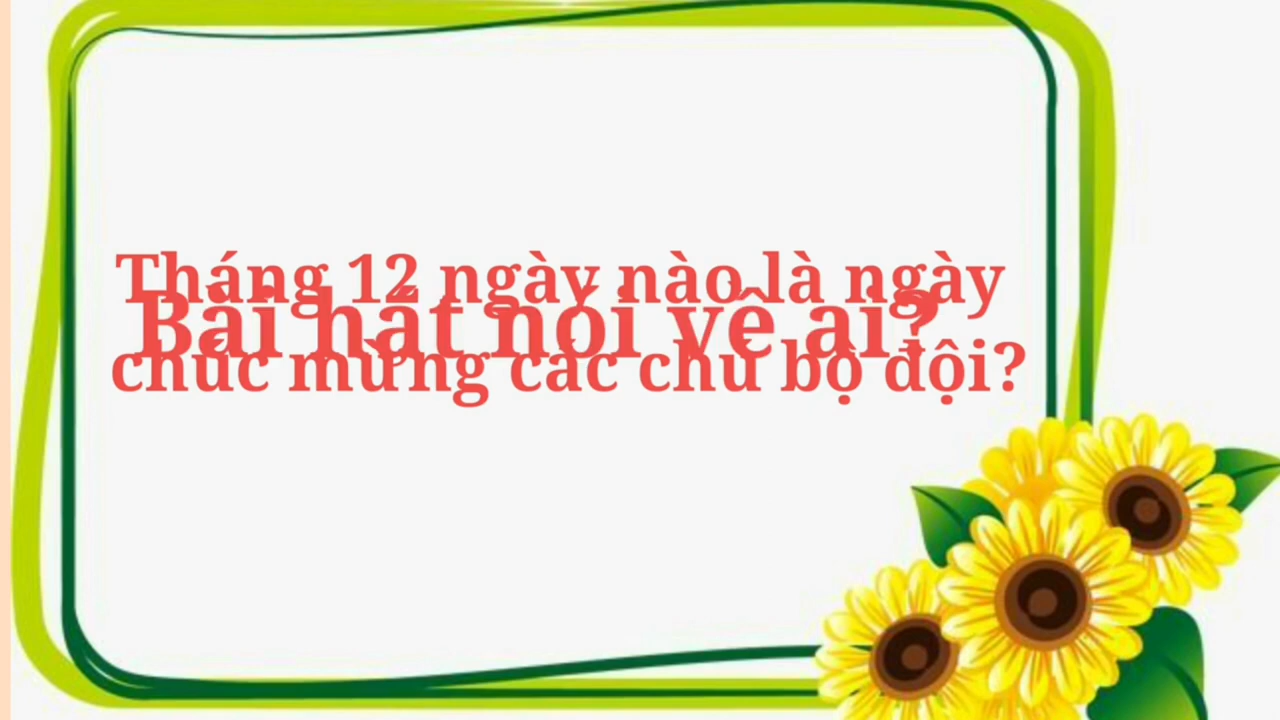 Tháng 12 ngày nào là ngày
Bài hát nói về ai?
chúc mừng các chú bộ đội?